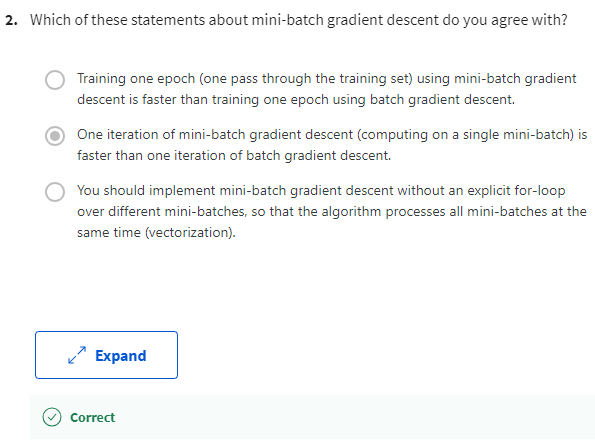 2. Which of these statements about mini-batch gradient descent do you agree with?
Training one epoch (one pass through the training set) using mini-batch gradient
descent is faster than training one epoch using batch gradient descent.
One iteration of mini-batch gradient descent (computing on a single mini-batch) is
faster than one iteration of batch gradient descent.
You should implement mini-batch gradient descent without an explicit for-loop
over different mini-batches, so that the algorithm processes all mini-batches at the
same time (vectorization).
Expand
Correct